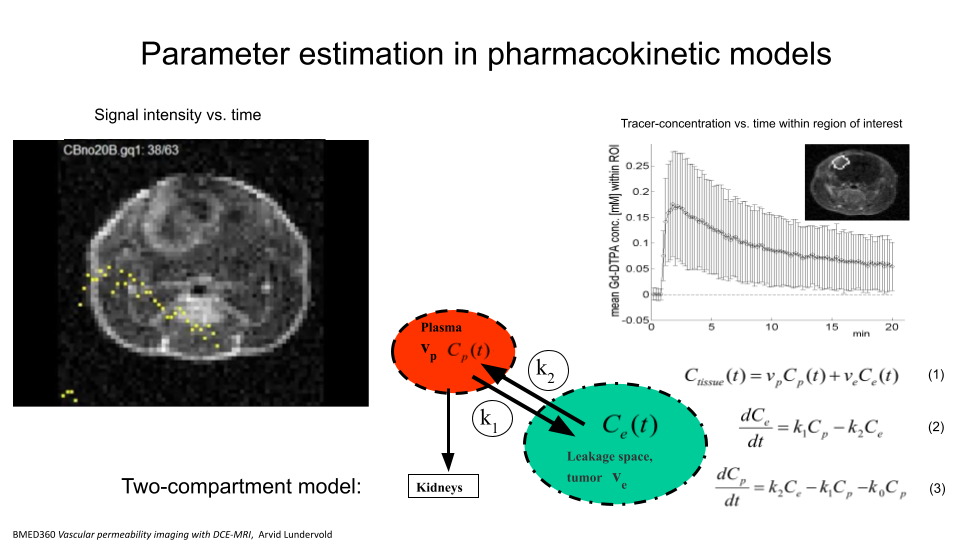 Parameter estimation in pharmacokinetic models
Signal intensity vs. time
CBno20B.gq1: 38/63
Tracer-concentration vs. time within region of interest
mean Gd-DTPA conc. [mM] within ROI
0.25
0.2
0.15
0.1
0.05
0
-0.05
0 5 10 15 20
min
Plasma
v_p C_p(t)
k_2
k_1
C_e(t)
Leakage space,
tumor v_e
Kidneys
Two-compartment model:
C_tissue(t) = v_p C_p(t) + v_e C_e(t) (1)
dC_e/dt = k_1 C_p − k_2 C_e (2)
dC_p/dt = k_2 C_e − k_1 C_p − k_0 C_p (3)
BMED360 Vascular permeability imaging with DCE-MRI, Arvid Lundervold